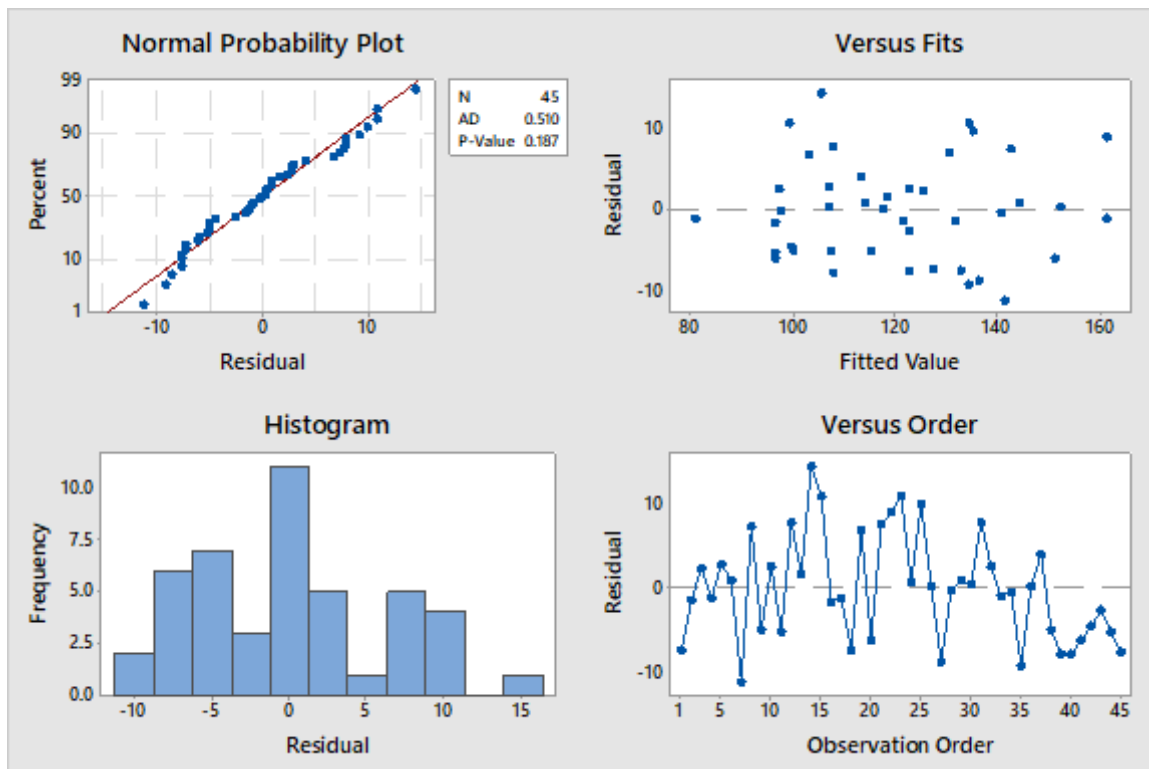 Normal Probability Plot
99
90
50
10
1
Percent
-10 0 10
Residual
N 45
AD 0.510
P-Value 0.187
Versus Fits
10
0
-10
Residual
80 100 120 140 160
Fitted Value
Histogram
10.0
7.5
5.0
2.5
0.0
Frequency
-10 -5 0 5 10 15
Residual
Versus Order
10
0
-10
Residual
1 5 10 15 20 25 30 35 40 45
Observation Order